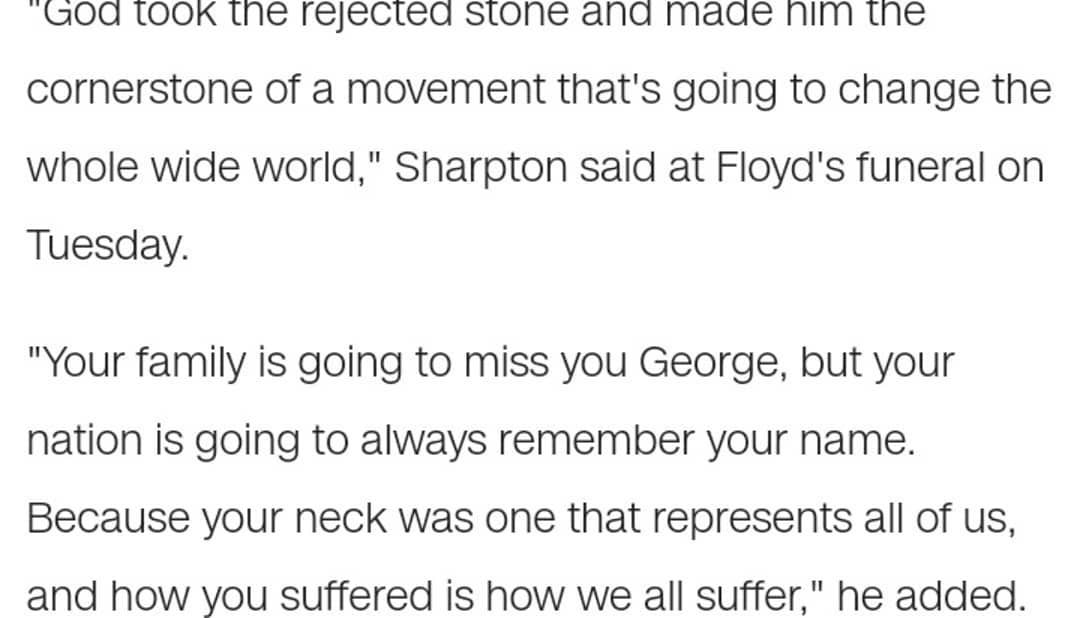 "God took the rejected stone and made him the
cornerstone of a movement that's going to change the
whole wide world," Sharpton said at Floyd's funeral on
Tuesday.
"Your family is going to miss you George, but your
nation is going to always remember your name.
Because your neck was one that represents all of us,
and how you suffered is how we all suffer," he added.